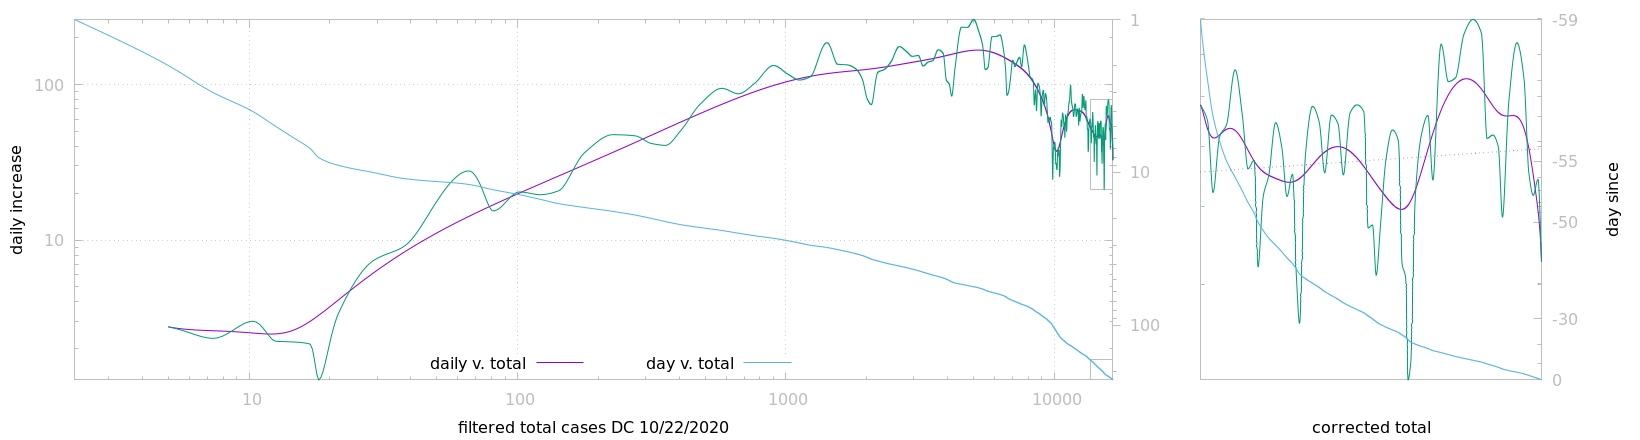 daily increase
100
10
daily v. total
day v. total
10
100
1000
10000
filtered total cases DC 10/22/2020
1
10
100
-59
-55
-50
-30
0
day since
corrected total